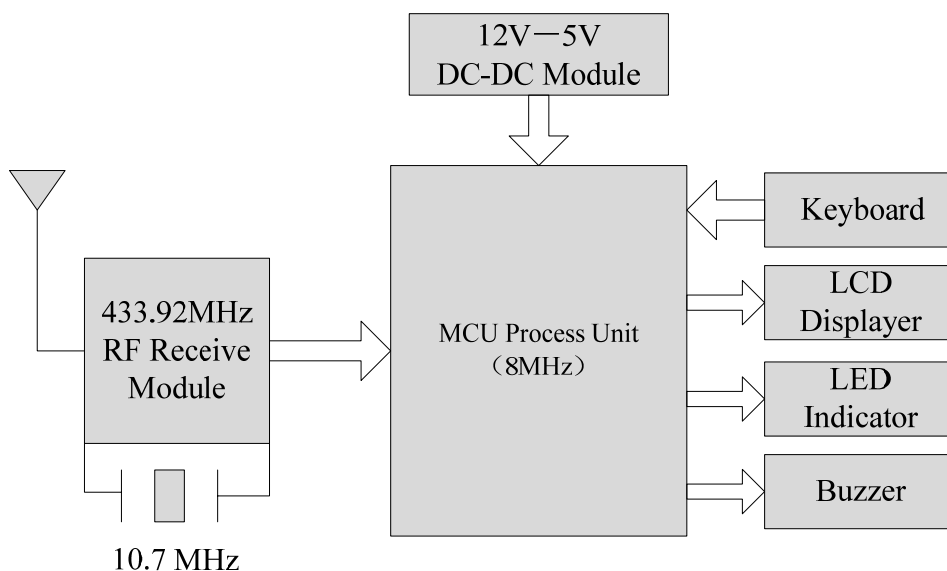 12V—5V
DC-DC Module
433.92MHz
RF Receive
Module
10.7 MHz
MCU Process Unit
（8MHz）
Keyboard
LCD
Displayer
LED
Indicator
Buzzer